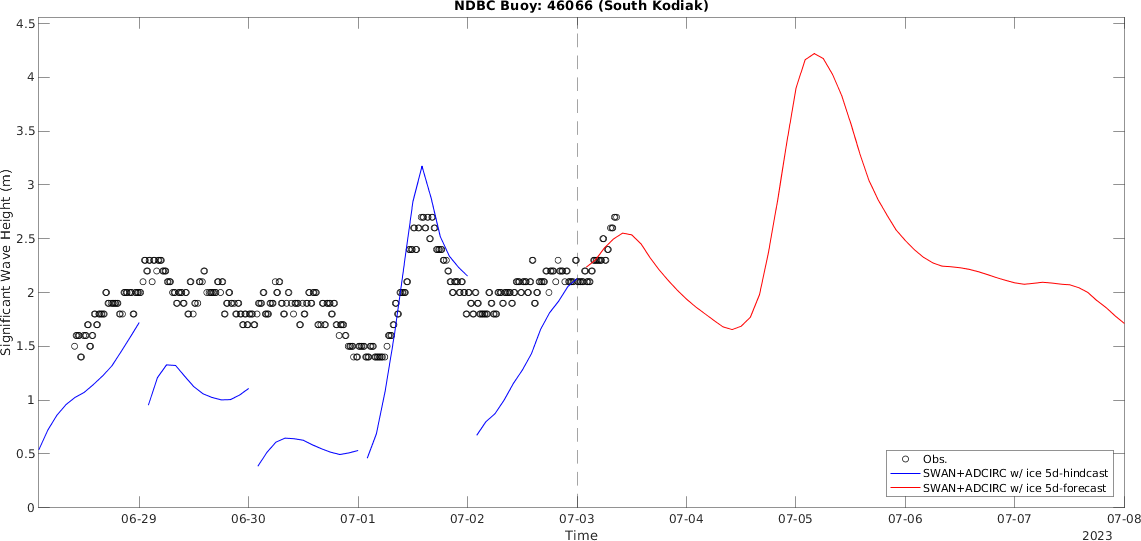 NDBC Buoy: 46066 (South Kodiak)
Significant Wave Height (m)
4.5
4
3.5
3
2.5
2
1.5
1
0.5
0
Obs.
SWAN+ADCIRC w/ ice 5d-hindcast
SWAN+ADCIRC w/ ice 5d-forecast
06-29 06-30 07-01 07-02 07-03 07-04 07-05 07-06 07-07 07-08
Time
2023